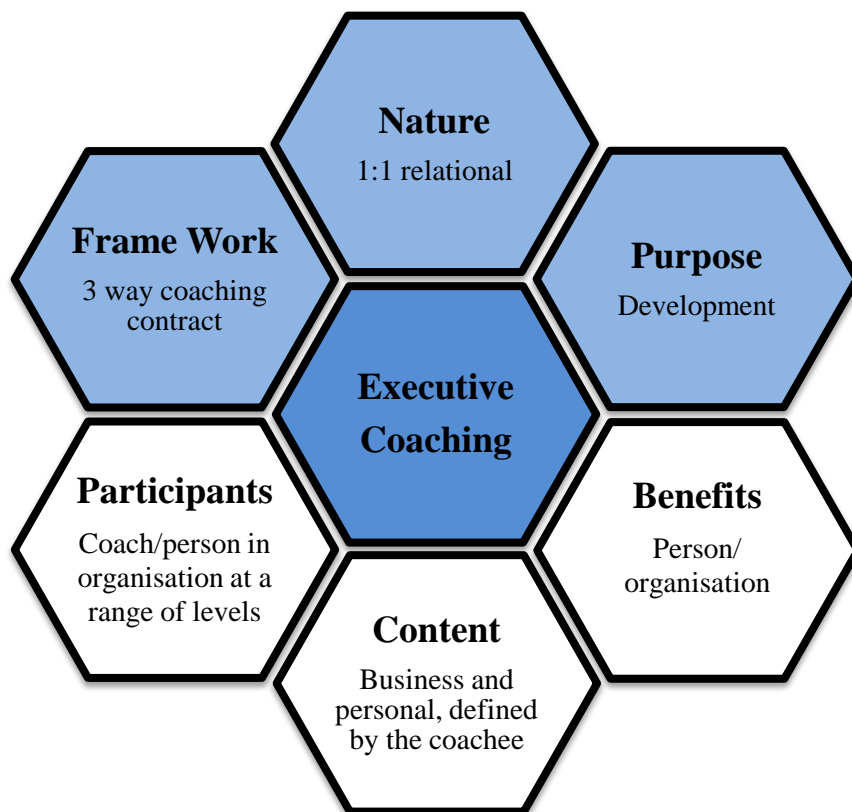 Nature
1:1 relational
Frame Work
3 way coaching
contract
Purpose
Development
Executive
Coaching
Participants
Coach/person in
organisation at a
range of levels
Benefits
Person/
organisation
Content
Business and
personal, defined
by the coachee